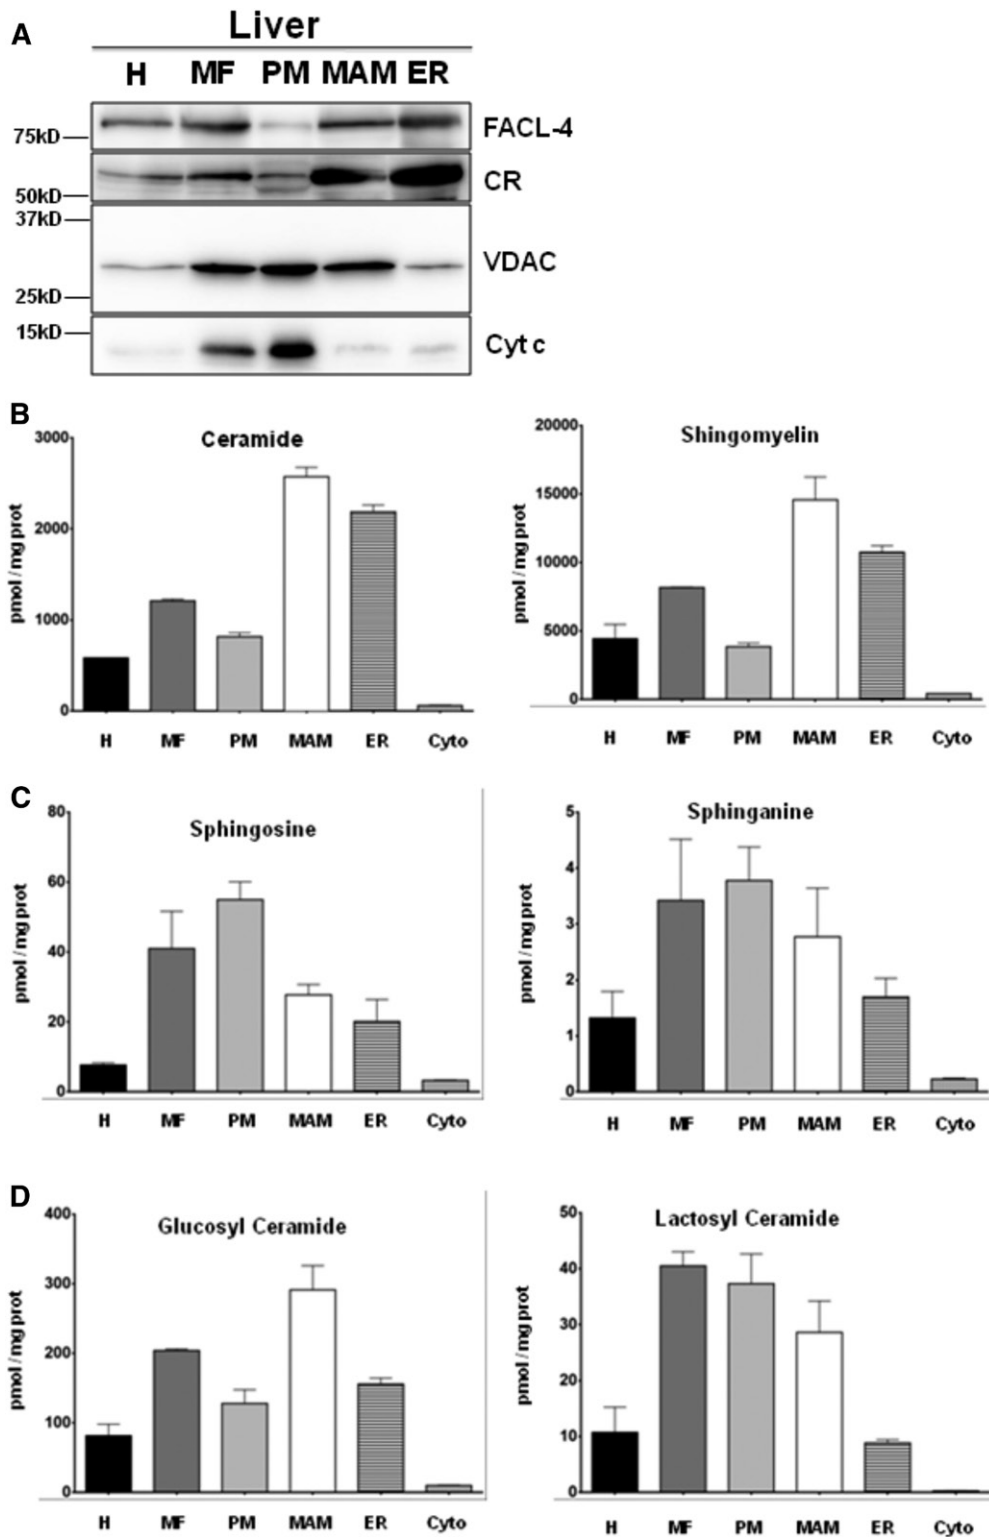 A
Liver
H MF PM MAM ER
75kD FACL-4
50kD CR
37kD
VDAC
25kD
15kD
Cyt c
B
Ceramide
pmol / mg prot
3000
2000
1000
0
H MF PM MAM ER Cyto
Shingomyelin
pmol / mg prot
20000
15000
10000
5000
0
H MF PM MAM ER Cyto
C
Sphingosine
pmol / mg prot
80
60
40
20
0
H MF PM MAM ER Cyto
Sphinganine
pmol / mg prot
5
4
3
2
1
0
H MF PM MAM ER Cyto
D
Glucosyl Ceramide
pmol / mg prot
400
300
200
100
0
H MF PM MAM ER Cyto
Lactosyl Ceramide
pmol / mg prot
50
40
30
20
10
0
H MF PM MAM ER Cyto